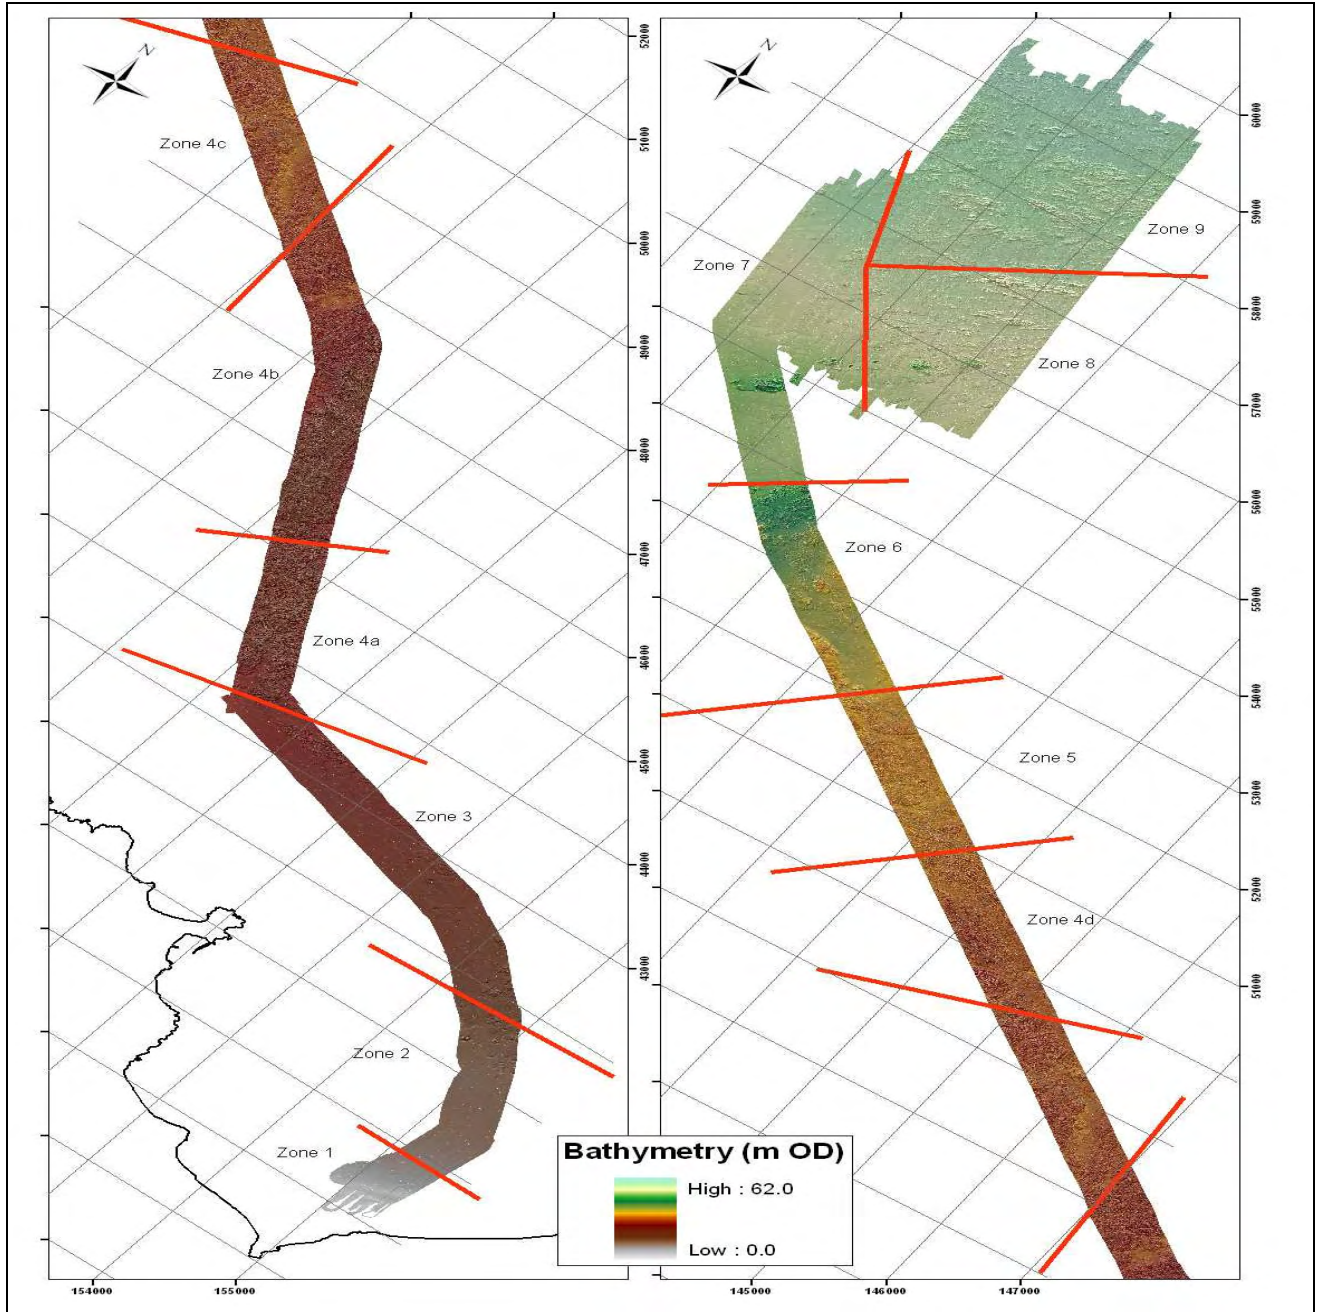 N
Zone 4c
Zone 4b
Zone 4a
Zone 3
Zone 2
Zone 1
52000
51000
50000
49000
48000
47000
46000
45000
44000
43000
154000
155000
N
Zone 9
Zone 7
Zone 8
Zone 6
Zone 5
Zone 4d
60000
59000
58000
57000
56000
55000
54000
53000
52000
51000
145000
146000
147000
Bathymetry (m OD)
High : 62.0
Low : 0.0